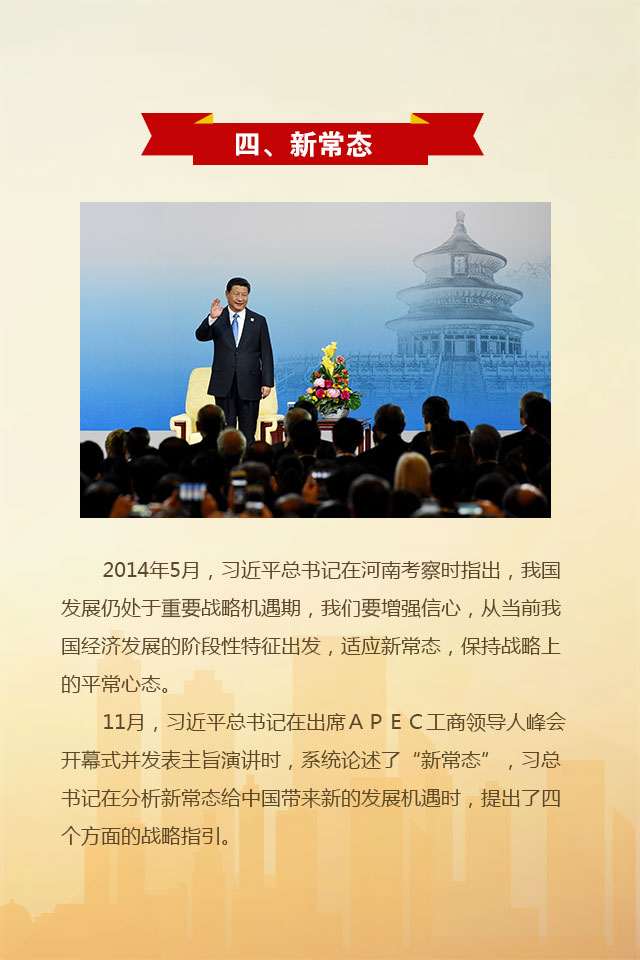 四、新常态
2014年5月，习近平总书记在河南考察时指出，我国
发展仍处于重要战略机遇期，我们要增强信心，从当前我
国经济发展的阶段性特征出发，适应新常态，保持战略上
的平常心态。
11月，习近平总书记在出席ＡＰＥＣ工商领导人峰会
开幕式并发表主旨演讲时，系统论述了“新常态”，习总
书记在分析新常态给中国带来新的发展机遇时，提出了四
个方面的战略指引。